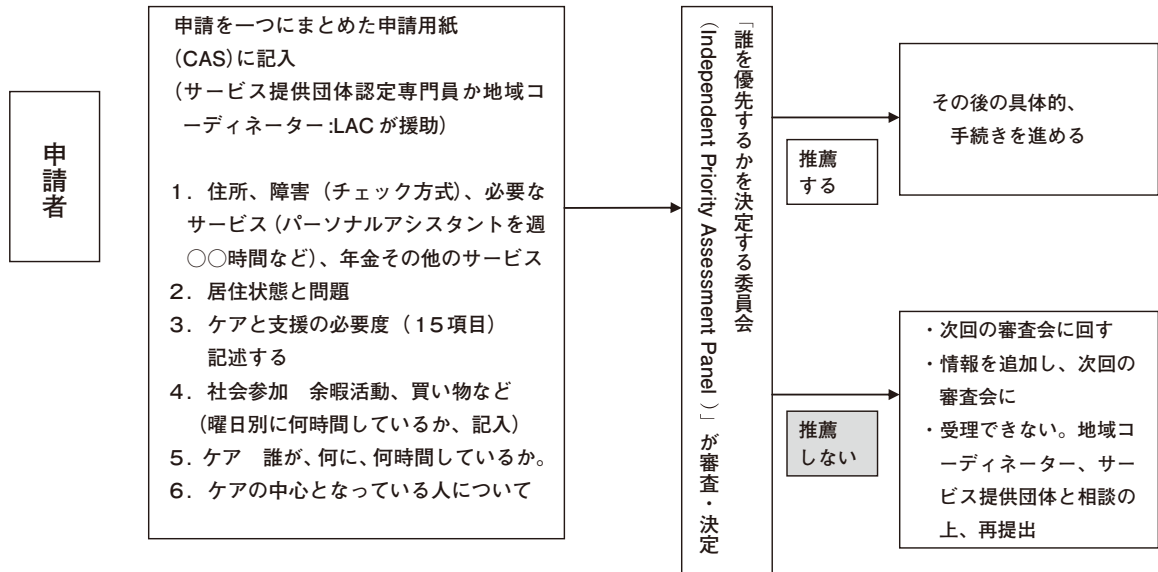 申請者
申請を一つにまとめた申請用紙
(CAS)に記入
(サービス提供団体認定専門員か地域コ
ーディネーター:LACが援助)
1．住所、障害（チェック方式）、必要な
サービス(パーソナルアシスタントを週
○○時間など)、年金その他のサービス
2．居住状態と問題
3．ケアと支援の必要度（15項目）
記述する
4．社会参加　余暇活動、買い物など
(曜日別に何時間しているか、記入)
5．ケア　誰が、何に、何時間しているか。
6．ケアの中心となっている人について
「誰を優先するかを決定する委員会
(Independent Priority Assessment Panel)」が審査・決定
推薦
する
その後の具体的、
手続きを進める
推薦
しない
・次回の審査会に回す
・情報を追加し、次回の
審査会に
・受理できない。地域コ
ーディネーター、サー
ビス提供団体と相談の
上、再提出